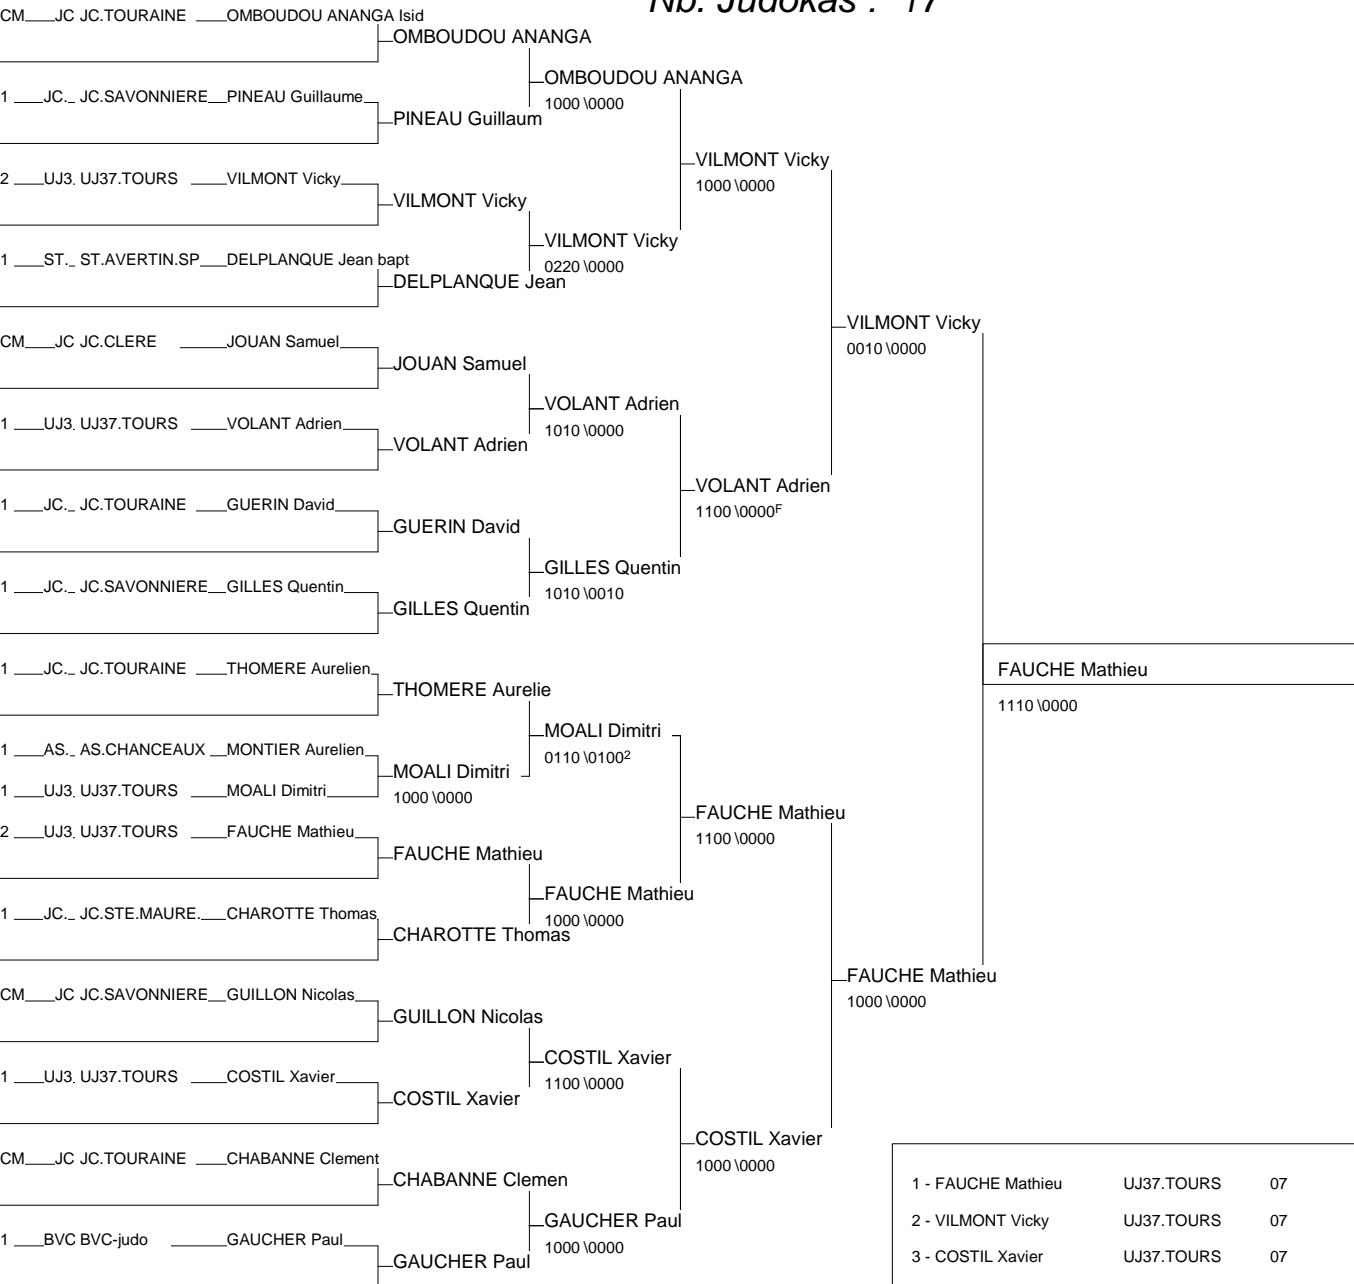 Nb. Judokas : 17
CM JC JC.TOURAINE OMBOUDOU ANANGA Isid
OMBOUDOU ANANGA
OMBOUDOU ANANGA
1 JC. JC.SAVONNIERE PINEAU Guillaume
1000 \0000
PINEAU Guillaum
VILMONT Vicky
1000 \0000
2 UJ3. UJ37.TOURS VILMONT Vicky
VILMONT Vicky
VILMONT Vicky
1 ST. ST.AVERTIN.SP DELPLANQUE Jean bapt
0220 \0000
DELPLANQUE Jean
VILMONT Vicky
0010 \0000
CM JC JC.CLERE JOUAN Samuel
JOUAN Samuel
VOLANT Adrien
1010 \0000
1 UJ3. UJ37.TOURS VOLANT Adrien
VOLANT Adrien
VOLANT Adrien
1100 \0000F
1 JC. JC.TOURAINE GUERIN David
GUERIN David
GILLES Quentin
1010 \0010
1 JC. JC.SAVONNIERE GILLES Quentin
GILLES Quentin
FAUCHE Mathieu
1110 \0000
1 JC. JC.TOURAINE THOMERE Aurelien
THOMERE Aurelie
MOALI Dimitri
0110 \01002
1 AS. AS.CHANCEAUX MONTIER Aurelien
MOALI Dimitri
1000 \0000
1 UJ3. UJ37.TOURS MOALI Dimitri
FAUCHE Mathieu
1100 \0000
2 UJ3. UJ37.TOURS FAUCHE Mathieu
FAUCHE Mathieu
FAUCHE Mathieu
1000 \0000
1 JC. JC.STE.MAURE. CHAROTTE Thomas
CHAROTTE Thomas
FAUCHE Mathieu
1000 \0000
CM JC JC.SAVONNIERE GUILLON Nicolas
GUILLON Nicolas
COSTIL Xavier
1100 \0000
1 UJ3. UJ37.TOURS COSTIL Xavier
COSTIL Xavier
COSTIL Xavier
1000 \0000
CM JC JC.TOURAINE CHABANNE Clement
CHABANNE Clemen
GAUCHER Paul
1000 \0000
1 BVC BVC-judo GAUCHER Paul
GAUCHER Paul
1 - FAUCHE Mathieu UJ37.TOURS 07
2 - VILMONT Vicky UJ37.TOURS 07
3 - COSTIL Xavier UJ37.TOURS 07